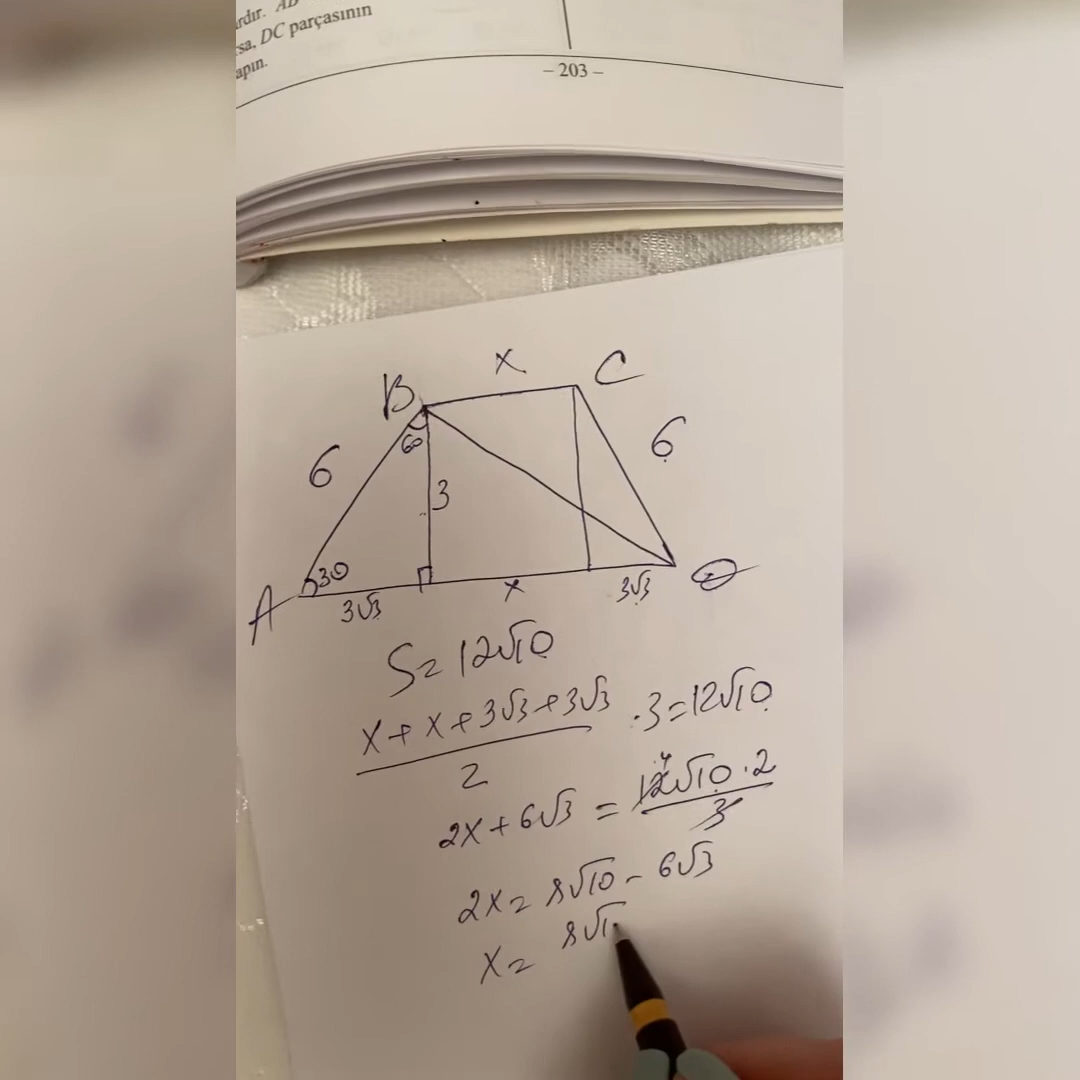 AB
sa, DC parçasının
apın.
– 203 –
x
B C
6 60 6
3
A 30 D
3√3 x 3√3
S = 12√10
x + x + 3√3 + 3√3 / 2 · 3 = 12√10
2x + 6√3 = 12√10 · 2 / 3
4
2x = 8√10 - 6√3
x = 8√1